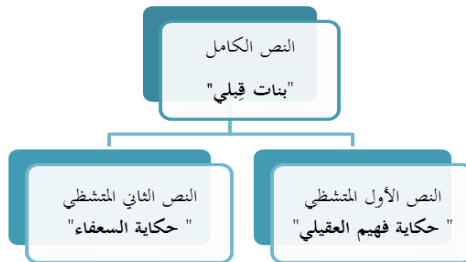 النص الكامل
"بنات قِبلي"
النص الأول المتشظي
" حكاية فهيم العقيلي"
النص الثاني المتشظي
" حكاية السعفاء"